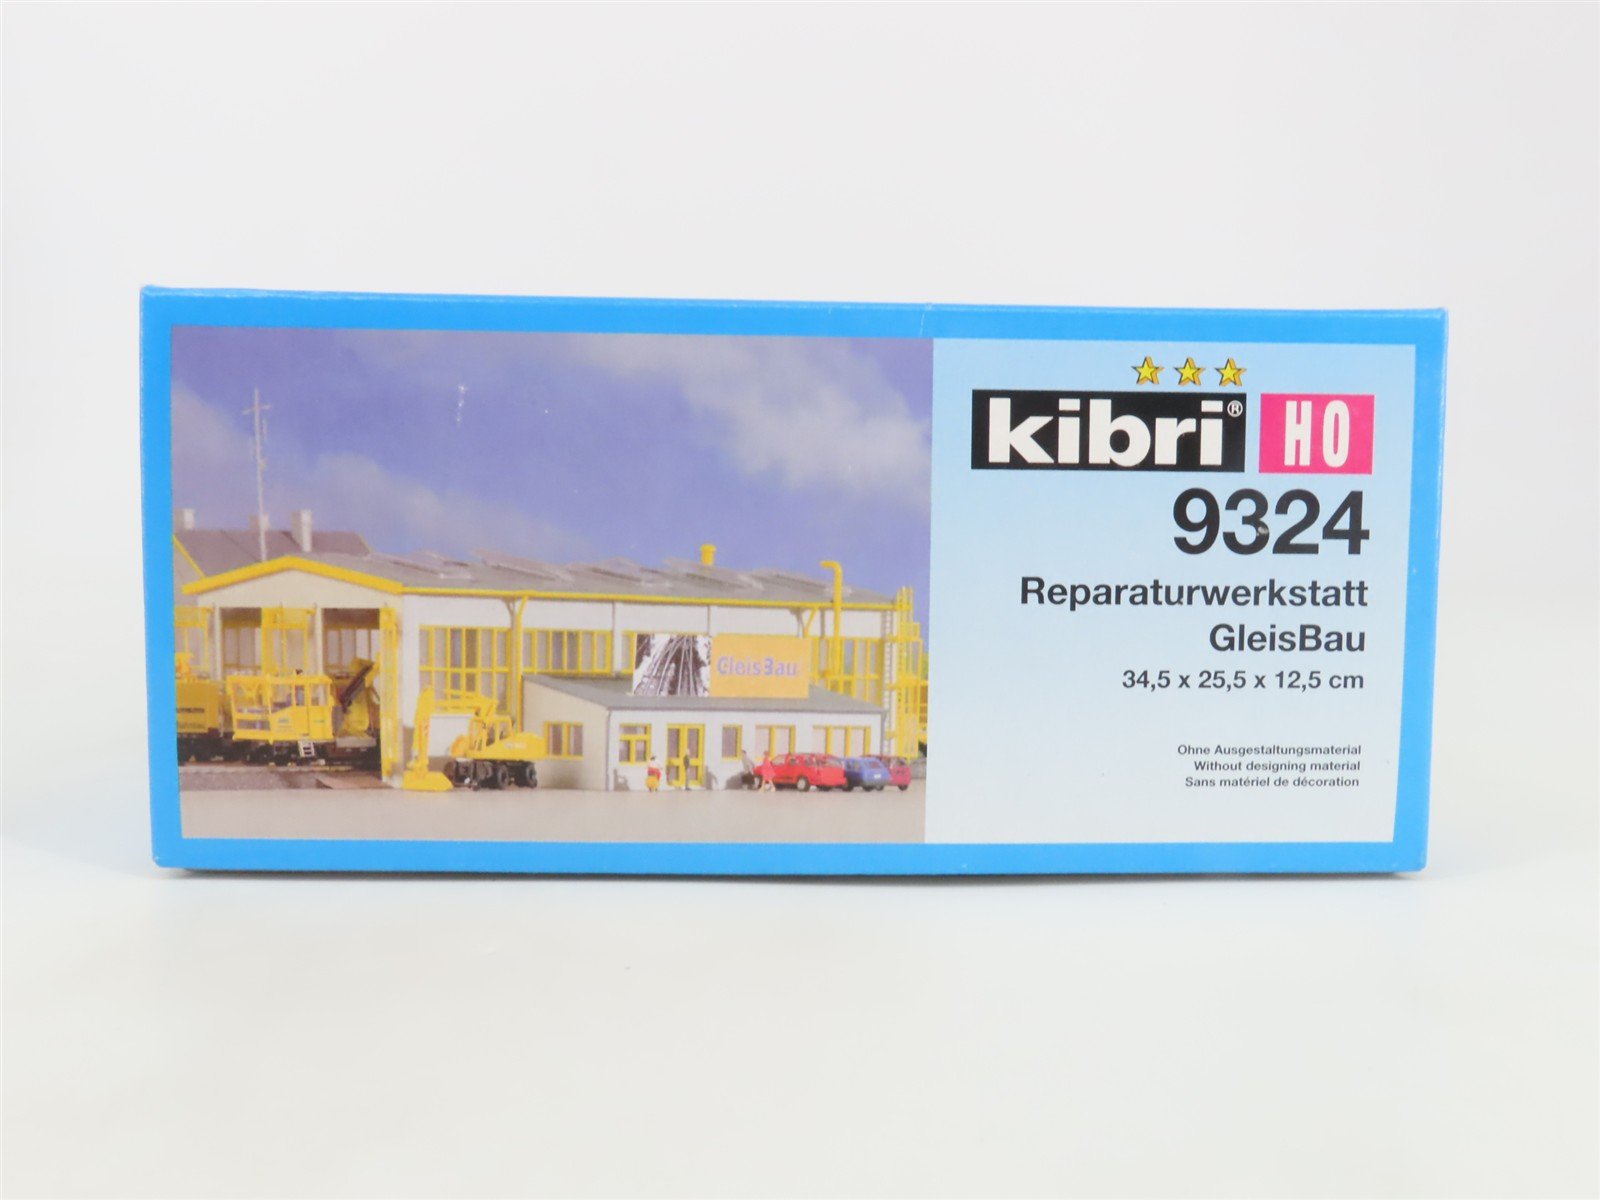 kibri® H0
9324
Reparaturwerkstatt
GleisBau
34,5 x 25,5 x 12,5 cm
Ohne Ausgestaltungsmaterial
Without designing material
Sans matériel de décoration
GleisBau